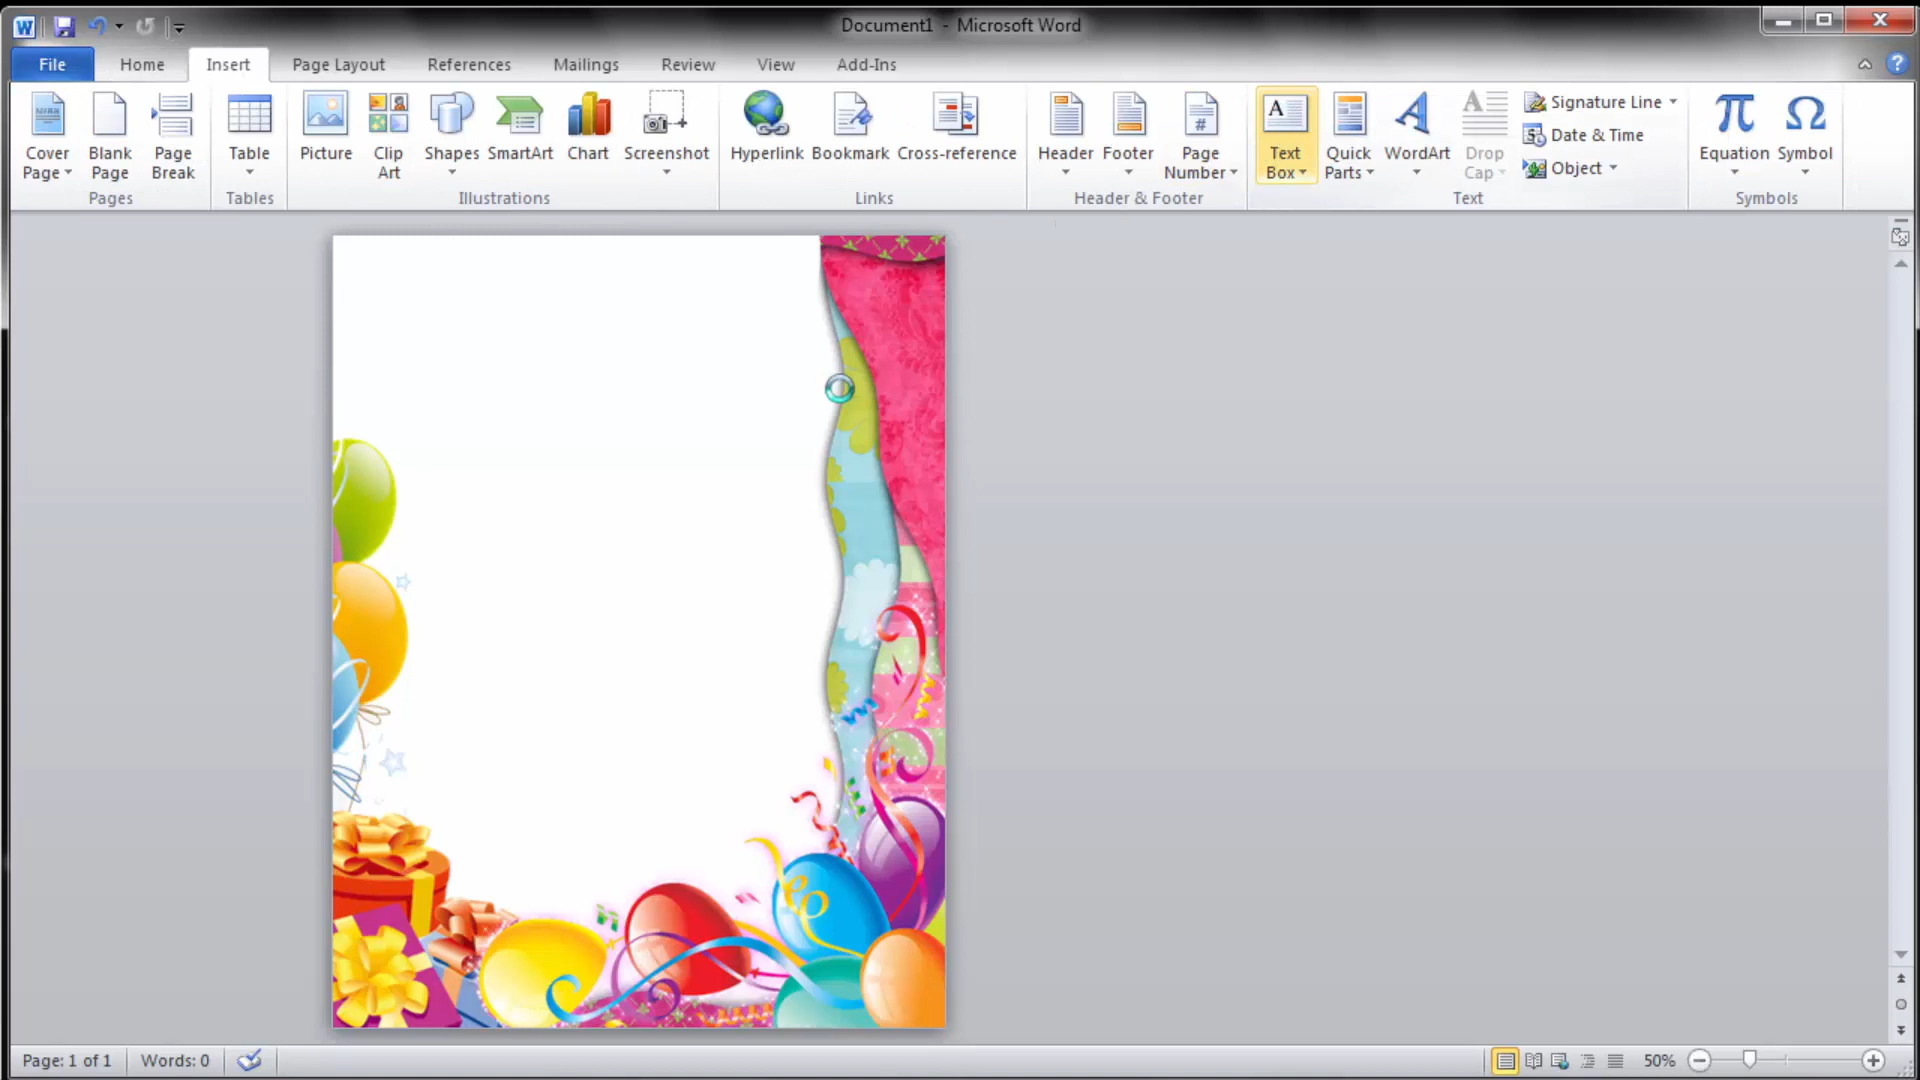 Document1 - Microsoft Word
File Home Insert Page Layout References Mailings Review View Add-Ins
Cover Page
Blank Page
Page Break
Pages
Table
Tables
Picture
Clip Art
Shapes
SmartArt
Chart
Screenshot
Illustrations
Hyperlink
Bookmark
Cross-reference
Links
Header
Footer
Page Number
Header & Footer
Text Box
Quick Parts
WordArt
Drop Cap
Signature Line
Date & Time
Object
Text
Equation
Symbol
Symbols
Page: 1 of 1
Words: 0
50%